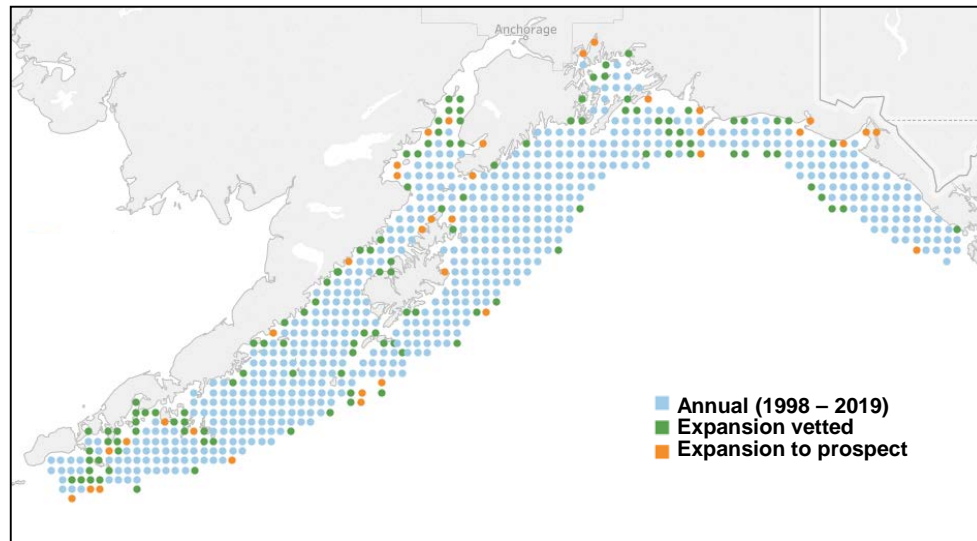 Anchorage
Annual (1998 – 2019)
Expansion vetted
Expansion to prospect